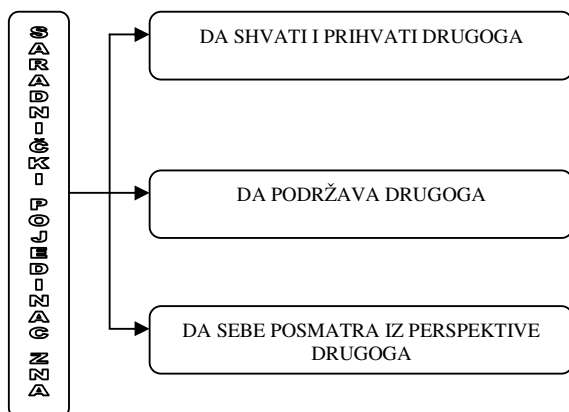 SARADNIČKI POJEDINAC ZNA
DA SHVATI I PRIHVATI DRUGOGA
DA PODRŽAVA DRUGOGA
DA SEBE POSMATRA IZ PERSPEKTIVE
DRUGOGA